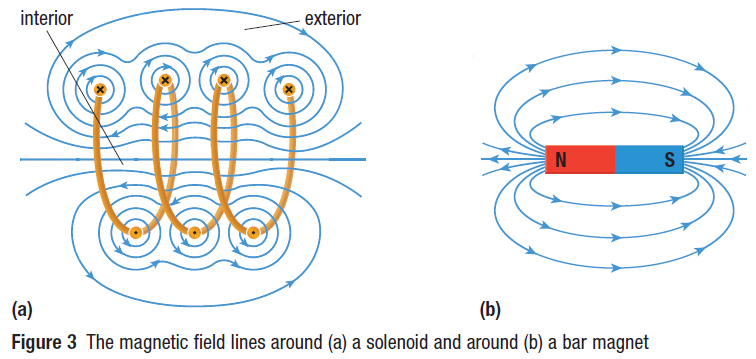 interior
exterior
N
S
(a)
(b)
Figure 3 The magnetic field lines around (a) a solenoid and around (b) a bar magnet